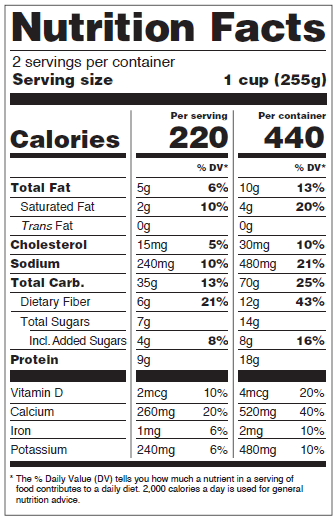 Nutrition Facts
2 servings per container
Serving size 1 cup (255g)
Per serving Per container
Calories 220 440
% DV* % DV*
Total Fat 5g 6% 10g 13%
Saturated Fat 2g 10% 4g 20%
Trans Fat 0g 0g
Cholesterol 15mg 5% 30mg 10%
Sodium 240mg 10% 480mg 21%
Total Carb. 35g 13% 70g 25%
Dietary Fiber 6g 21% 12g 43%
Total Sugars 7g 14g
Incl. Added Sugars 4g 8% 8g 16%
Protein 9g 18g
Vitamin D 2mcg 10% 4mcg 20%
Calcium 260mg 20% 520mg 40%
Iron 1mg 6% 2mg 10%
Potassium 240mg 6% 480mg 10%
* The % Daily Value (DV) tells you how much a nutrient in a serving of
food contributes to a daily diet. 2,000 calories a day is used for general
nutrition advice.